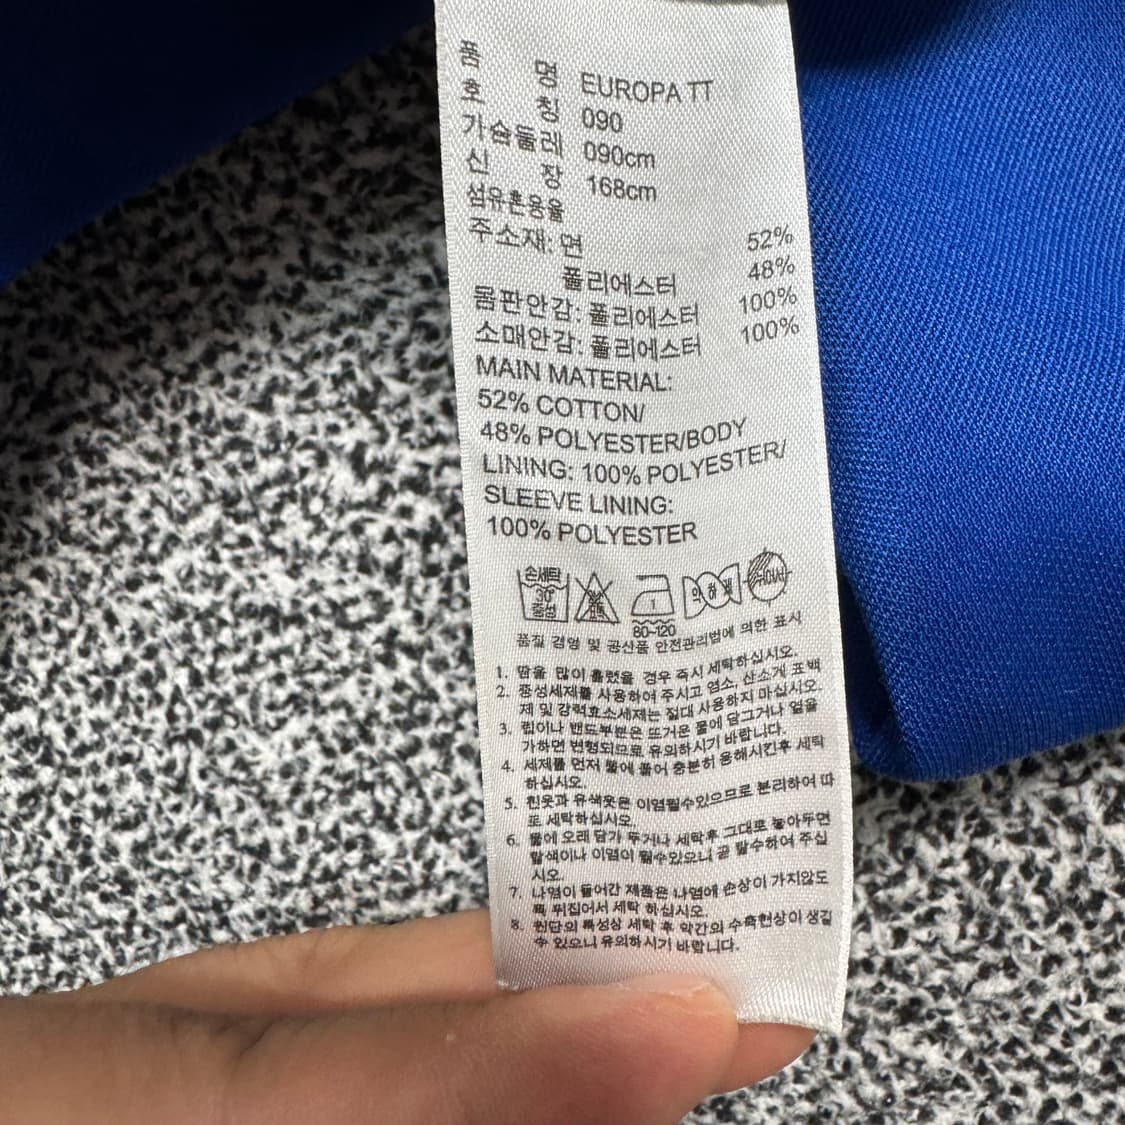 품 명 EUROPA TT
호 칭 090
가슴둘레 090cm
신 장 168cm
섬유혼용율
주소재: 면 52%
폴리에스터 48%
몸판안감: 폴리에스터 100%
소매안감: 폴리에스터 100%
MAIN MATERIAL:
52% COTTON/
48% POLYESTER/BODY
LINING: 100% POLYESTER/
SLEEVE LINING:
100% POLYESTER
손세탁
30°
중성
1
80~120
품질 경영 및 공산품 안전관리법에 의한 표시
1. 땀을 많이 흘렸을 경우 즉시 세탁하십시오.
2. 중성세제를 사용하여 주시고 염소, 산소계 표백
제 및 강력효소세제는 절대 사용하지 마십시오.
3. 립이나 밴드부분은 뜨거운 물에 담그거나 열을
가하면 변형되므로 유의하시기 바랍니다.
4. 세제를 먼저 물에 풀어 충분히 용해시킨후 세탁
하십시오.
5. 흰옷과 유색옷은 이염될수있으므로 분리하여 따
로 세탁하십시오.
6. 물에 오래 담가 두거나 세탁후 그대로 놓아두면
탈색이나 이염이 될수있으니 곧 탈수하여 주십
시오.
7. 나염이 들어간 제품은 나염에 손상이 가지않도
록 뒤집어서 세탁 하십시오.
8. 원단의 특성상 세탁 후 약간의 수축현상이 생길
수 있으니 유의하시기 바랍니다.